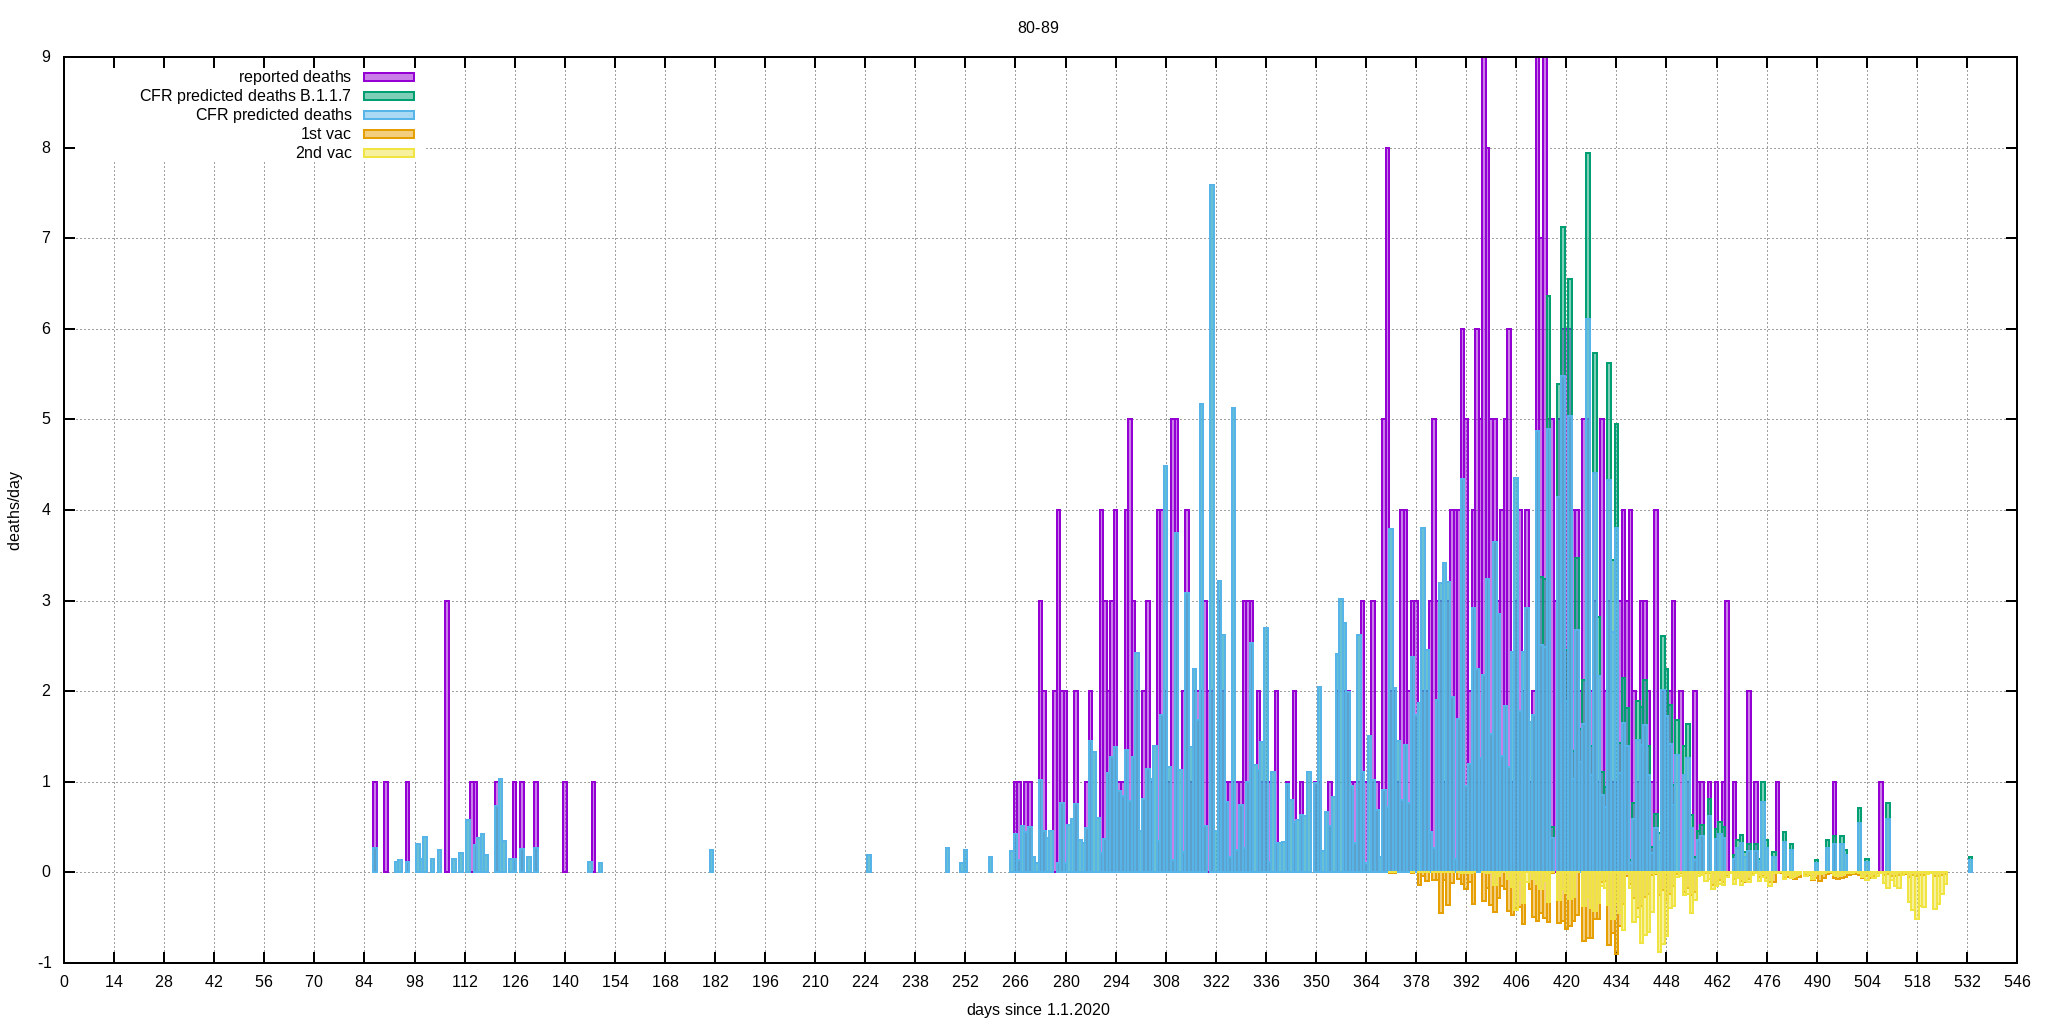 80-89
reported deaths
CFR predicted deaths B.1.1.7
CFR predicted deaths
1st vac
2nd vac
9
8
7
6
5
4
3
2
1
0
-1
deaths/day
0 14 28 42 56 70 84 98 112 126 140 154 168 182 196 210 224 238 252 266 280 294 308 322 336 350 364 378 392 406 420 434 448 462 476 490 504 518 532 546
days since 1.1.2020